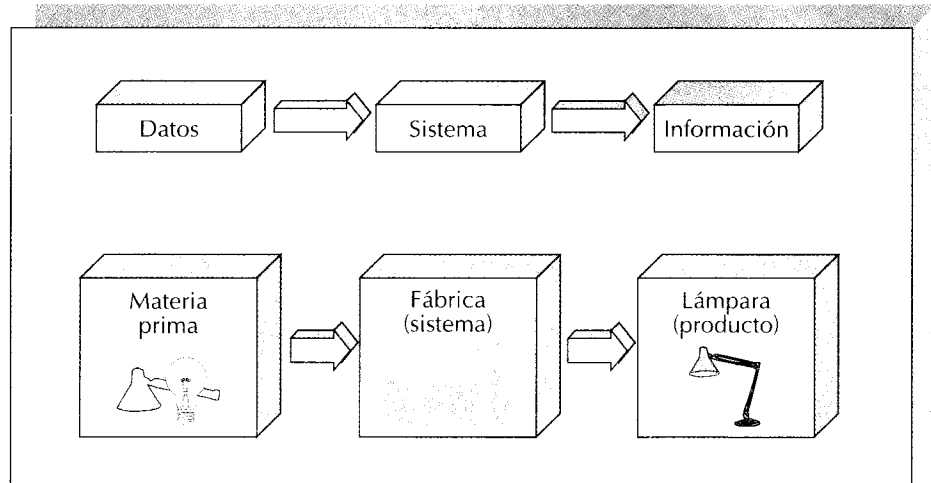 Datos
Sistema
Información
Materia
prima
Fábrica
(sistema)
Lámpara
(producto)